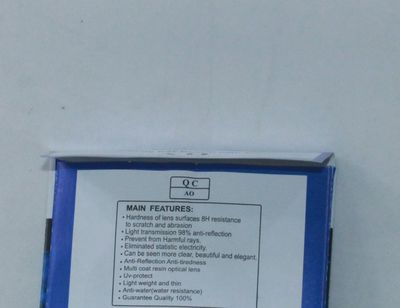 Q C
AO
MAIN FEATURES:
• Hardness of lens surfaces 8H resistance
to scratch and abrasion
• Light transmission 98% anti-reflection
• Prevent from Harmful rays.
• Eliminated statistic electricity.
• Can be seen more clear, beautiful and elegant.
• Anti-Reflection Anti-tiredness
• Multi coat resin optical lens
• Uv-protect
• Light weight and thin
• Anti-water(water resistance)
• Guarantee Quality 100%